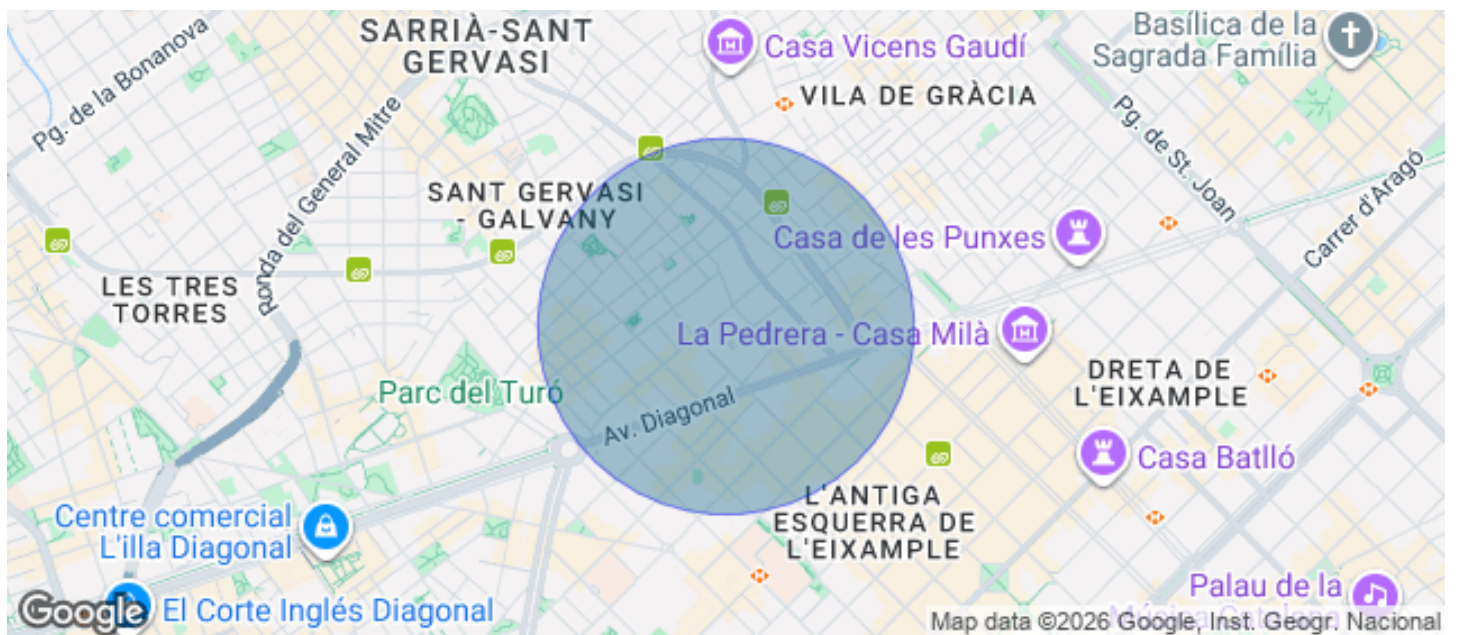 SARRIÀ-SANT
GERVASI
Casa Vicens Gaudí
Basílica de la
Sagrada Família
Pg. de la Bonanova
VILA DE GRÀCIA
Ronda del General Mitre
Pg. de St. Joan
SANT GERVASI
- GALVANY
Carrer d'Aragó
Casa de les Punxes
LES TRES
TORRES
La Pedrera - Casa Milà
DRETA DE
L'EIXAMPLE
Parc del Turó
Av. Diagonal
Casa Batlló
L'ANTIGA
ESQUERRA DE
L'EIXAMPLE
Centre comercial
L'illa Diagonal
Palau de la
Música Catalana
Google
El Corte Inglés Diagonal
Map data ©2026 Google, Inst. Geogr. Nacional